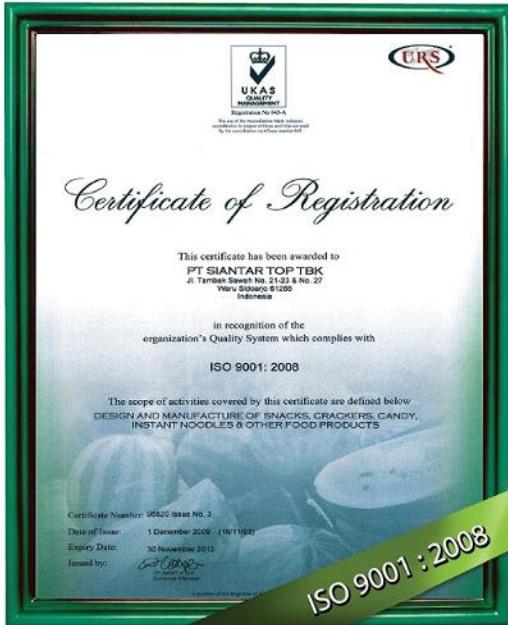 UKAS
QUALITY
MANAGEMENT
URS
Certificate of Registration
This certificate has been awarded to
PT SIANTAR TOP TBK
Jl. Tambak Sawah No. 21-23 & No. 27
Waru Sidoarjo 61256
Indonesia
in recognition of the
organization's Quality System which complies with
ISO 9001: 2008
The scope of activities covered by this certificate are defined below
DESIGN AND MANUFACTURE OF SNACKS, CRACKERS, CANDY,
INSTANT NOODLES & OTHER FOOD PRODUCTS
Certificate Number: 96820 Issue No. 3
Date of Issue: 1 December 2009
Expiry Date: 30 November 2012
Issued by:
ISO 9001 : 2008